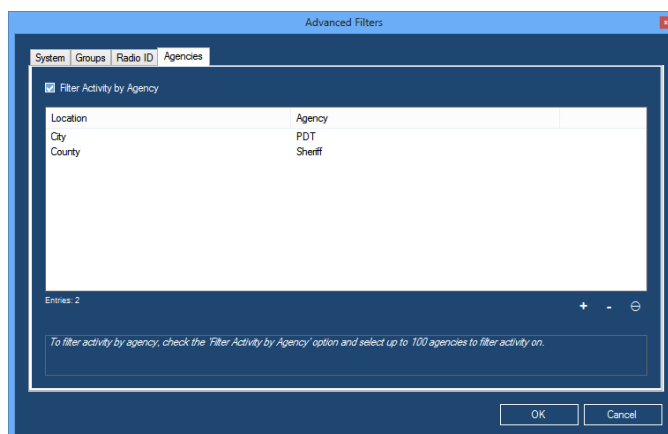 Advanced Filters
x
System Groups Radio ID Agencies
Filter Activity by Agency
Location Agency
City PDT
County Sheriff
Entries: 2
+ - ⊖
To filter activity by agency, check the 'Filter Activity by Agency' option and select up to 100 agencies to filter activity on.
OK Cancel